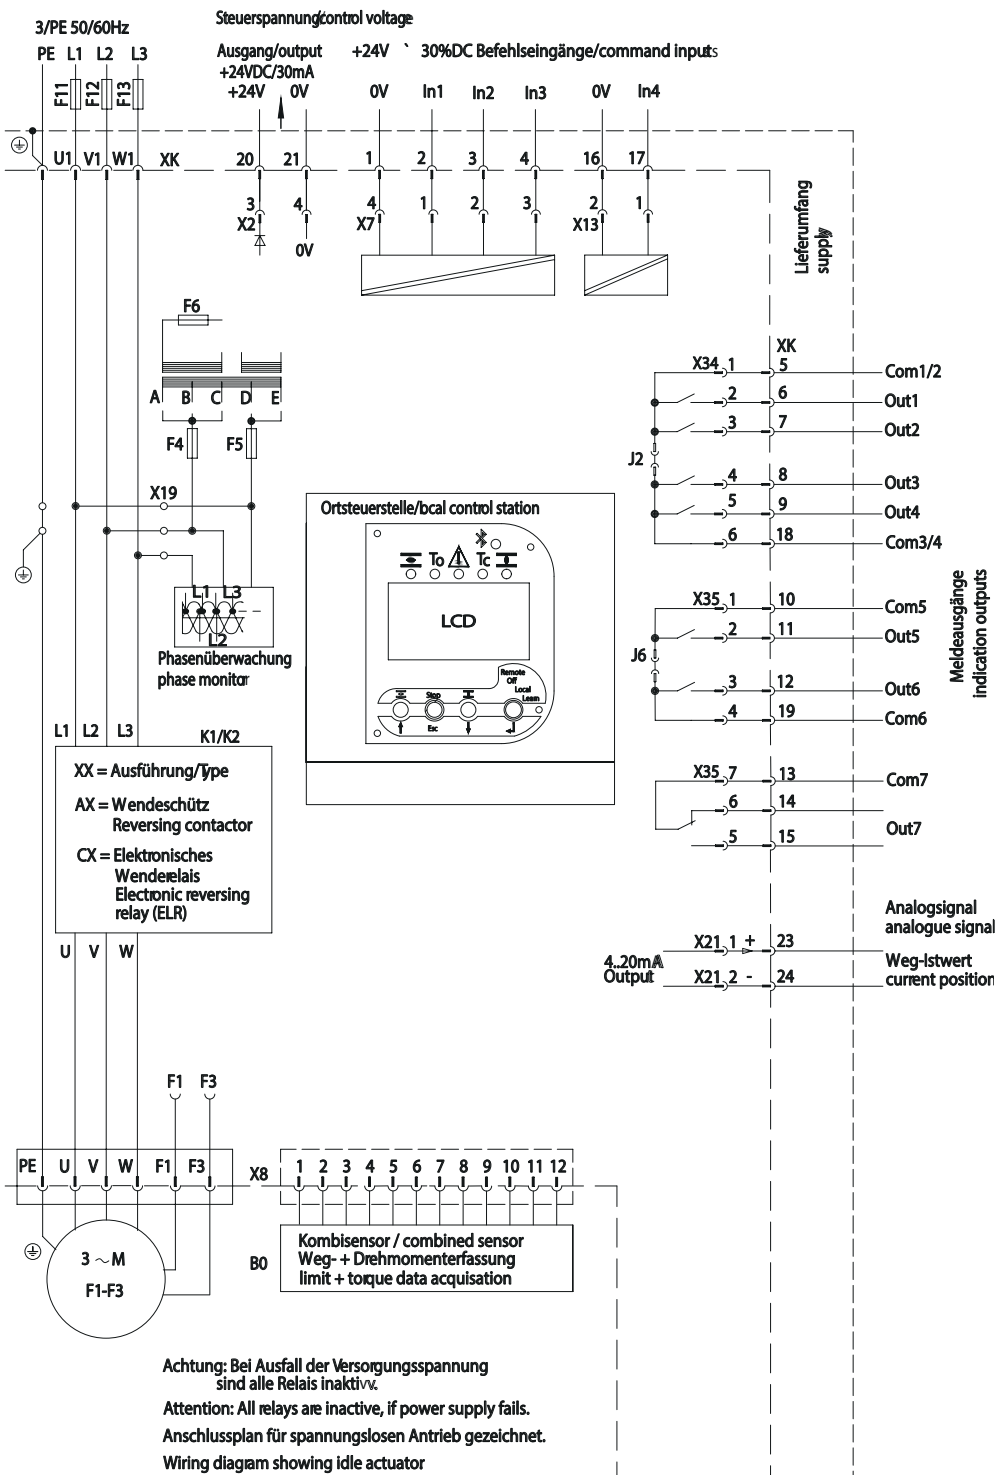 3/PE 50/60Hz
PE L1 L2 L3
F11 F12 F13
Steuerspannung/control voltage
Ausgang/output
+24VDC/30mA
+24V 0V
+24V ` 30%DC Befehlseingänge/command inputs
0V In1 In2 In3 0V In4
U1 V1 W1 XK 20 21 1 2 3 4 16 17
3 4 4 1 2 3 2 1
X2 X7 X13
0V
Lieferumfang
supply
F6
A B C D E
F4 F5
X19
L1 L3
L2
Phasenüberwachung
phase monitor
Ortsteuerstelle/local control station
To Tc
LCD
Remote
Off
Local
Learn
Stop
Esc
XK
X34 1 5 Com1/2
2 6 Out1
3 7 Out2
J2
4 8 Out3
5 9 Out4
6 18 Com3/4
X35 1 10 Com5
2 11 Out5
J6
3 12 Out6
4 19 Com6
X35 7 13 Com7
6 14
Out7
5 15
Meldeausgänge
indication outputs
Analogsignal
analogue signal
4..20mA
Output
X21 1 + 23
X21 2 - 24
Weg-Istwert
current position
L1 L2 L3 K1/K2
XX = Ausführung/Type
AX = Wendeschütz
Reversing contactor
CX = Elektronisches
Wenderelais
Electronic reversing
relay (ELR)
U V W
F1 F3
PE U V W F1 F3 X8 1 2 3 4 5 6 7 8 9 10 11 12
3 ~ M
F1-F3
B0
Kombisensor / combined sensor
Weg- + Drehmomenterfassung
limit + torque data acquisation
Achtung: Bei Ausfall der Versorgungsspannung
sind alle Relais inaktivv.
Attention: All relays are inactive, if power supply fails.
Anschlussplan für spannungslosen Antrieb gezeichnet.
Wiring diagram showing idle actuator